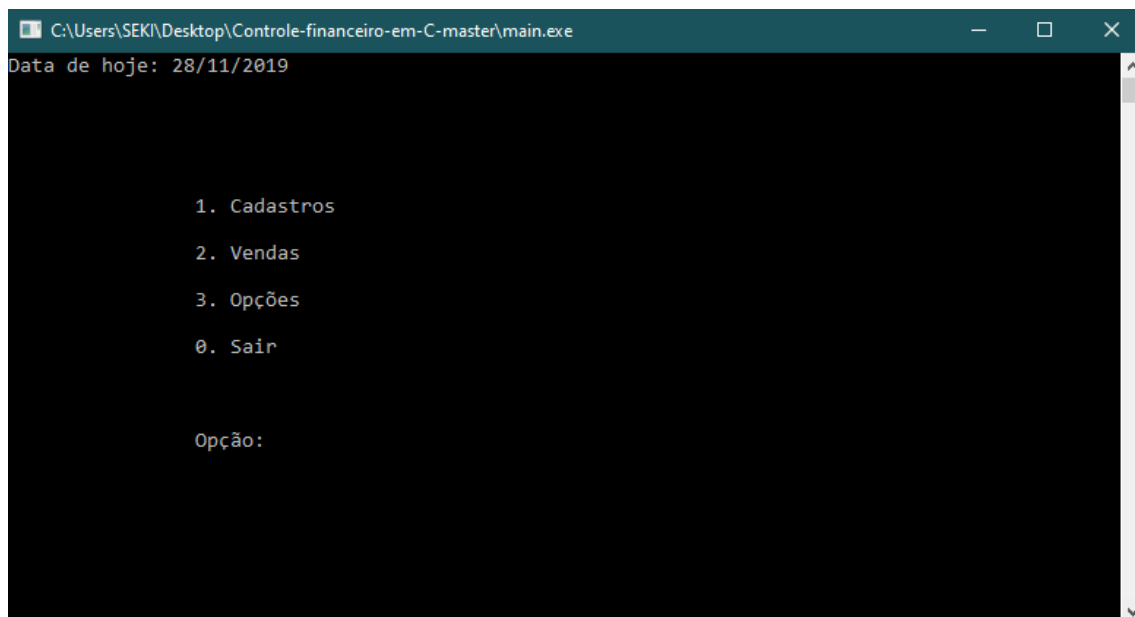 C:\Users\SEKI\Desktop\Controle-financeiro-em-C-master\main.exe
Data de hoje: 28/11/2019
1. Cadastros
2. Vendas
3. Opções
0. Sair
Opção: